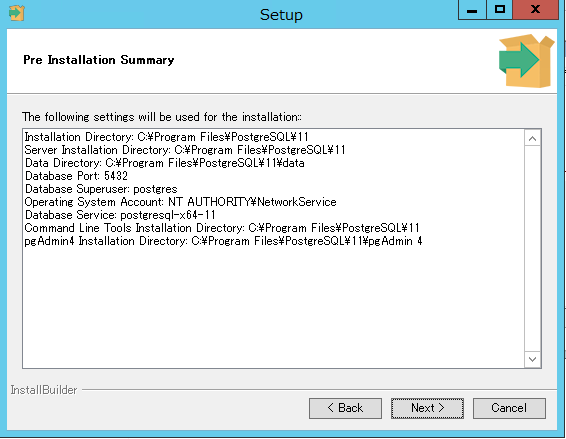 Setup
Pre Installation Summary
The following settings will be used for the installation::
Installation Directory: C:¥Program Files¥PostgreSQL¥11
Server Installation Directory: C:¥Program Files¥PostgreSQL¥11
Data Directory: C:¥Program Files¥PostgreSQL¥11¥data
Database Port: 5432
Database Superuser: postgres
Operating System Account: NT AUTHORITY¥NetworkService
Database Service: postgresql-x64-11
Command Line Tools Installation Directory: C:¥Program Files¥PostgreSQL¥11
pgAdmin4 Installation Directory: C:¥Program Files¥PostgreSQL¥11¥pgAdmin 4
InstallBuilder
< Back
Next >
Cancel